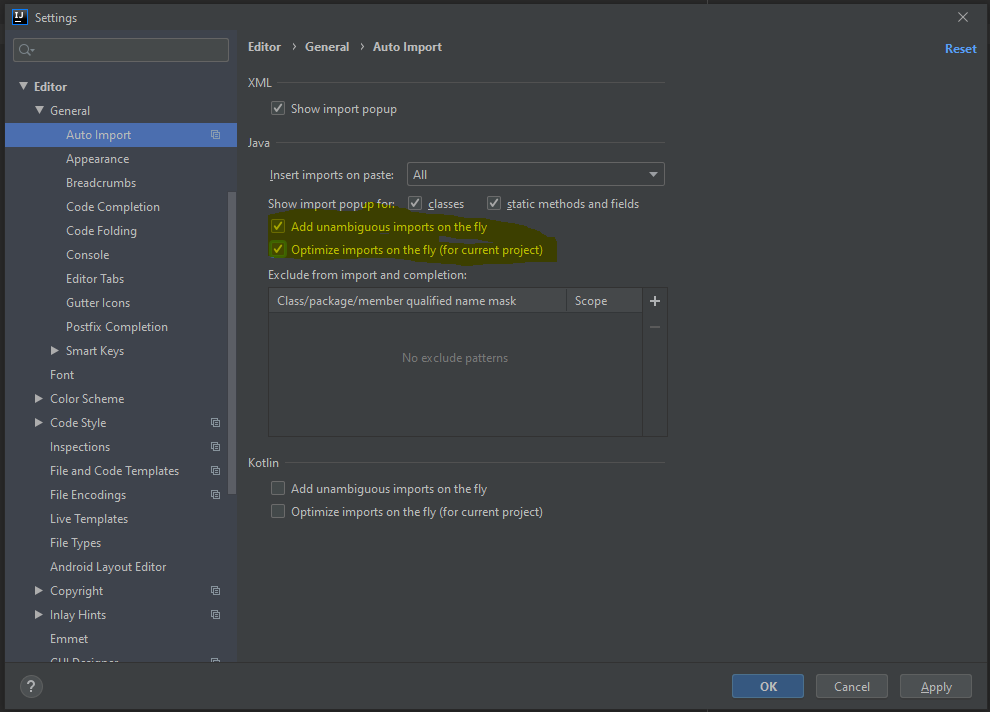 IJ Settings
Editor › General › Auto Import
Reset
Editor
General
Auto Import
Appearance
Breadcrumbs
Code Completion
Code Folding
Console
Editor Tabs
Gutter Icons
Postfix Completion
Smart Keys
Font
Color Scheme
Code Style
Inspections
File and Code Templates
File Encodings
Live Templates
File Types
Android Layout Editor
Copyright
Inlay Hints
Emmet
GUI Designer
XML
Show import popup
Java
Insert imports on paste: All
Show import popup for: classes static methods and fields
Add unambiguous imports on the fly
Optimize imports on the fly (for current project)
Exclude from import and completion:
Class/package/member qualified name mask Scope
No exclude patterns
Kotlin
Add unambiguous imports on the fly
Optimize imports on the fly (for current project)
?
OK Cancel Apply